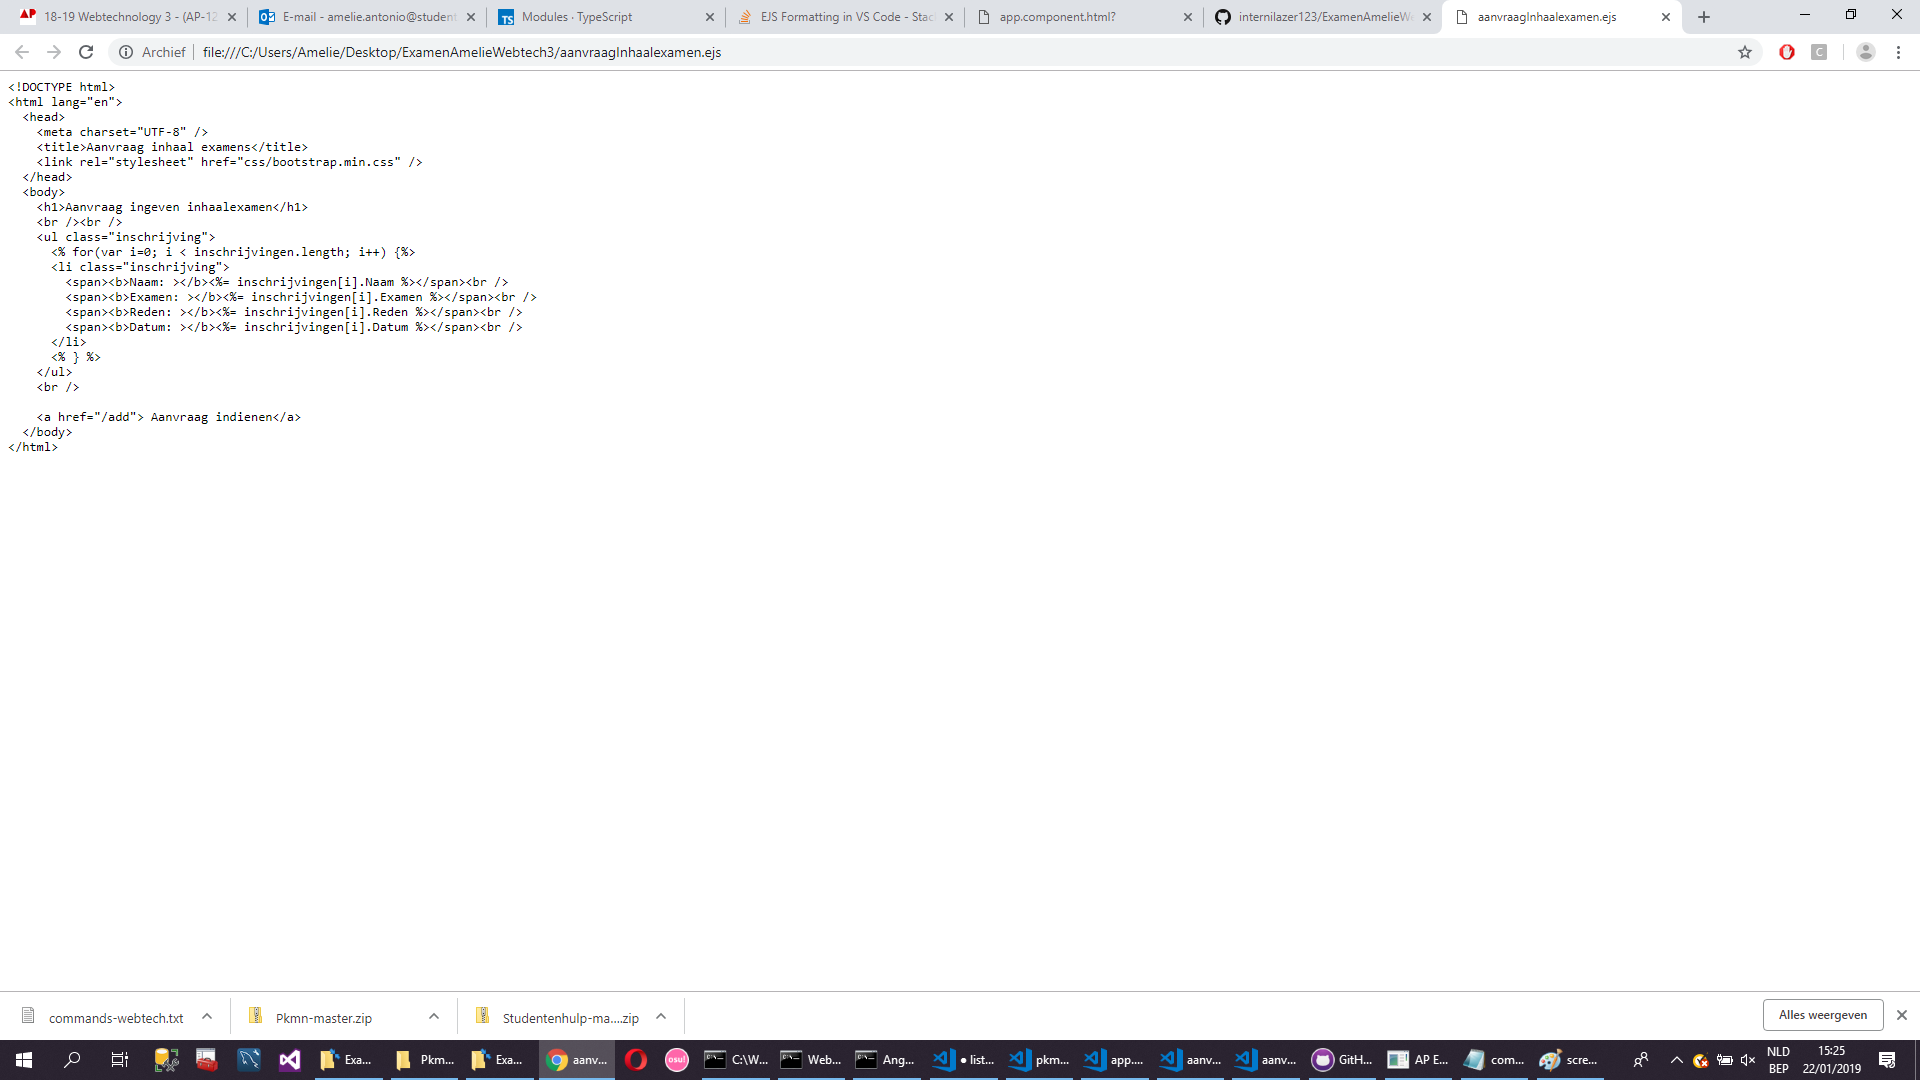 18-19 Webtechnology 3 - (AP-12
E-mail - amelie.antonio@student
Modules · TypeScript
EJS Formatting in VS Code - Stac
app.component.html?
internilazer123/ExamenAmelieWe
aanvraagInhaalexamen.ejs
Archief
file:///C:/Users/Amelie/Desktop/ExamenAmelieWebtech3/aanvraagInhaalexamen.ejs
<!DOCTYPE html>
<html lang="en">
<head>
<meta charset="UTF-8" />
<title>Aanvraag inhaal examens</title>
<link rel="stylesheet" href="css/bootstrap.min.css" />
</head>
<body>
<h1>Aanvraag ingeven inhaalexamen</h1>
<br /><br />
<ul class="inschrijving">
<% for(var i=0; i < inschrijvingen.length; i++) {%>
<li class="inschrijving">
<span><b>Naam: ></b><%= inschrijvingen[i].Naam %></span><br />
<span><b>Examen: ></b><%= inschrijvingen[i].Examen %></span><br />
<span><b>Reden: ></b><%= inschrijvingen[i].Reden %></span><br />
<span><b>Datum: ></b><%= inschrijvingen[i].Datum %></span><br />
</li>
<% } %>
</ul>
<br />
<a href="/add"> Aanvraag indienen</a>
</body>
</html>
commands-webtech.txt
Pkmn-master.zip
Studentenhulp-ma....zip
Alles weergeven
Exa...
Pkm...
Exa...
aanv...
osu!
C:\W...
Web...
Ang...
● list...
pkm...
app....
aanv...
aanv...
GitH...
AP E...
com...
scre...
NLD
BEP
15:25
22/01/2019